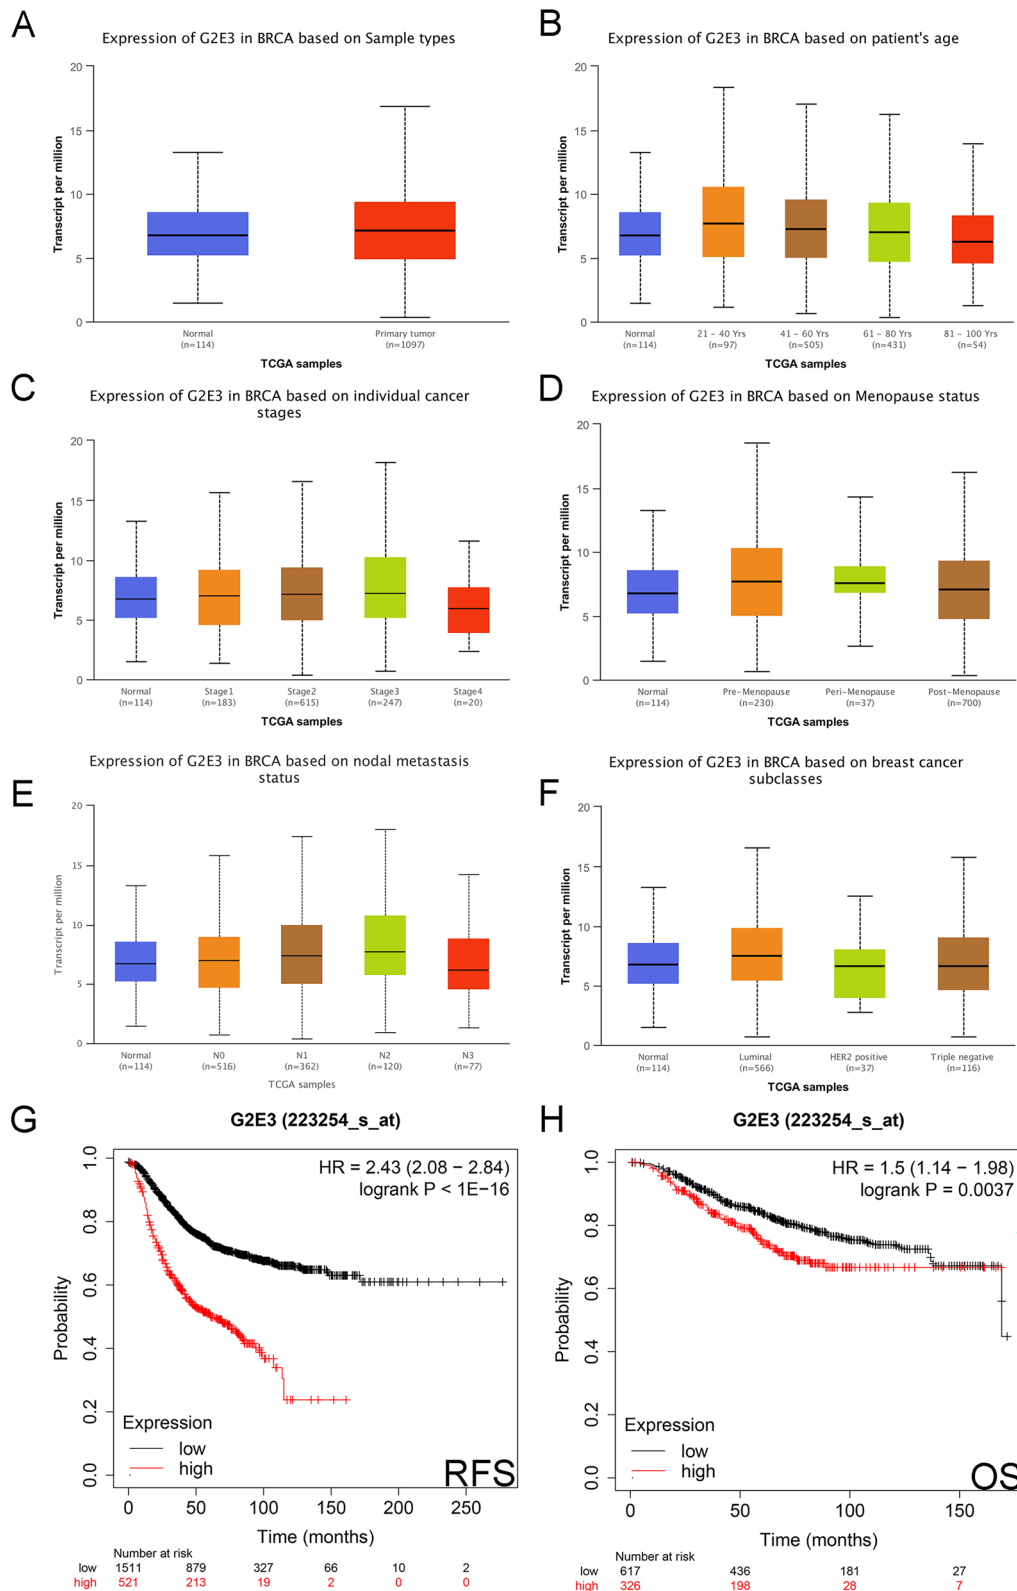 A
Expression of G2E3 in BRCA based on Sample types
Transcript per million
20
15
10
5
0
Normal
(n=114)
Primary tumor
(n=1097)
TCGA samples
B
Expression of G2E3 in BRCA based on patient's age
Transcript per million
20
15
10
5
0
Normal
(n=114)
21 – 40 Yrs
(n=97)
41 – 60 Yrs
(n=505)
61 – 80 Yrs
(n=431)
81 – 100 Yrs
(n=54)
TCGA samples
C
Expression of G2E3 in BRCA based on individual cancer
stages
Transcript per million
20
15
10
5
0
Normal
(n=114)
Stage1
(n=183)
Stage2
(n=615)
Stage3
(n=247)
Stage4
(n=20)
TCGA samples
D
Expression of G2E3 in BRCA based on Menopause status
Transcript per million
20
15
10
5
0
Normal
(n=114)
Pre-Menopause
(n=230)
Peri-Menopause
(n=37)
Post-Menopause
(n=700)
TCGA samples
E
Expression of G2E3 in BRCA based on nodal metastasis
status
Transcript per million
20
15
10
5
0
Normal
(n=114)
N0
(n=516)
N1
(n=362)
N2
(n=120)
N3
(n=77)
TCGA samples
F
Expression of G2E3 in BRCA based on breast cancer
subclasses
Transcript per million
20
15
10
5
0
Normal
(n=114)
Luminal
(n=566)
HER2 positive
(n=37)
Triple negative
(n=116)
TCGA samples
G
G2E3 (223254_s_at)
HR = 2.43 (2.08 − 2.84)
logrank P < 1E−16
Probability
1.0
0.8
0.6
0.4
0.2
0.0
Expression
low
high
RFS
0 50 100 150 200 250
Time (months)
Number at risk
low 1511 879 327 66 10 2
high 521 213 19 2 0 0
H
G2E3 (223254_s_at)
HR = 1.5 (1.14 − 1.98)
logrank P = 0.0037
Probability
1.0
0.8
0.6
0.4
0.2
0.0
Expression
low
high
OS
0 50 100 150
Time (months)
Number at risk
low 617 436 181 27
high 326 198 28 7